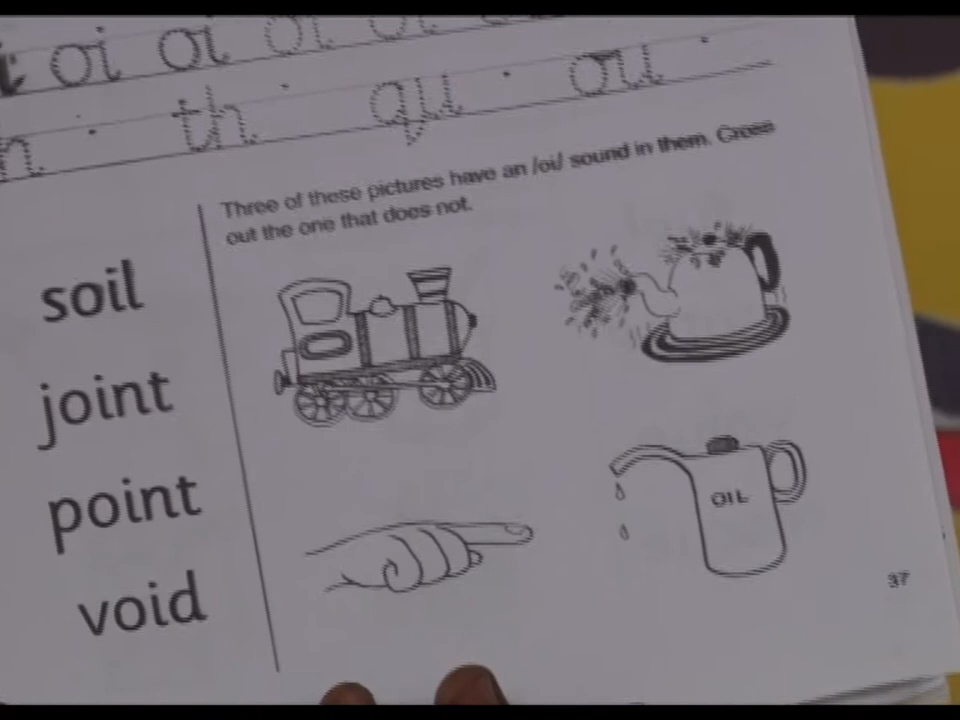 oi oi oi oi
th qu ou
Three of these pictures have an /oi/ sound in them. Cross
out the one that does not.
soil
joint
point
void
OIL
37